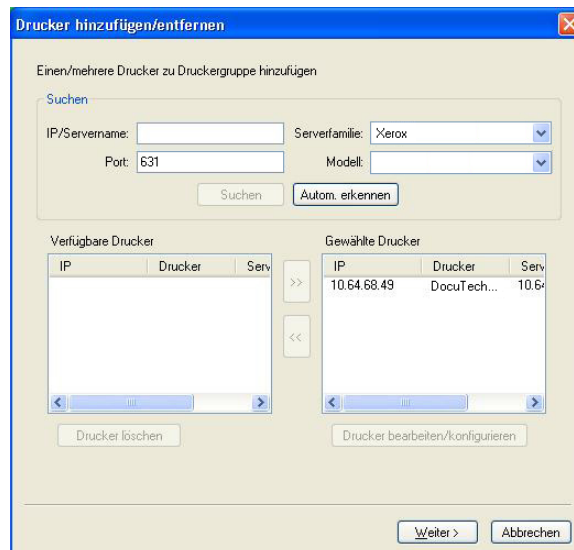 Drucker hinzufügen/entfernen
Einen/mehrere Drucker zu Druckergruppe hinzufügen
Suchen
IP/Servername: Serverfamilie: Xerox
Port: 631 Modell:
Suchen Autom. erkennen
Verfügbare Drucker Gewählte Drucker
IP Drucker Serv IP Drucker Serv
>> 10.64.68.49 DocuTech... 10.64
<<
Drucker löschen Drucker bearbeiten/konfigurieren
Weiter > Abbrechen